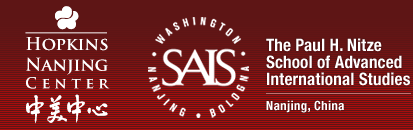 HOPKINS
NANJING
CENTER
中美中心
WASHINGTON
SAIS
NANJING • BOLOGNA
The Paul H. Nitze
School of Advanced
International Studies
Nanjing, China